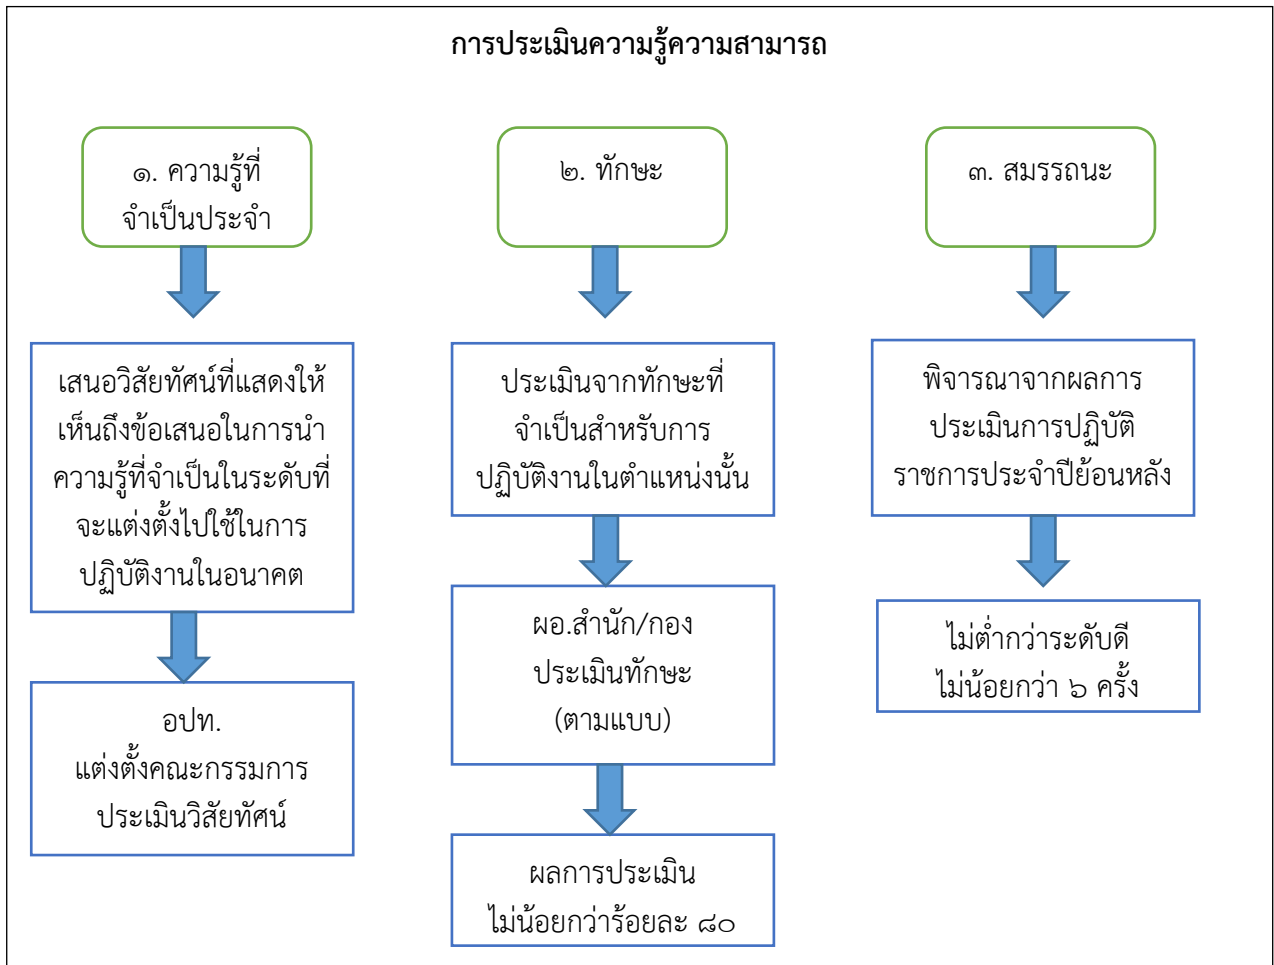 การประเมินความรู้ความสามารถ
๑. ความรู้ที่
จำเป็นประจำ
เสนอวิสัยทัศน์ที่แสดงให้
เห็นถึงข้อเสนอในการนำ
ความรู้ที่จำเป็นในระดับที่
จะแต่งตั้งไปใช้ในการ
ปฏิบัติงานในอนาคต
อปท.
แต่งตั้งคณะกรรมการ
ประเมินวิสัยทัศน์
๒. ทักษะ
ประเมินจากทักษะที่
จำเป็นสำหรับการ
ปฏิบัติงานในตำแหน่งนั้น
ผอ.สำนัก/กอง
ประเมินทักษะ
(ตามแบบ)
ผลการประเมิน
ไม่น้อยกว่าร้อยละ ๘๐
๓. สมรรถนะ
พิจารณาจากผลการ
ประเมินการปฏิบัติ
ราชการประจำปีย้อนหลัง
ไม่ต่ำกว่าระดับดี
ไม่น้อยกว่า ๖ ครั้ง